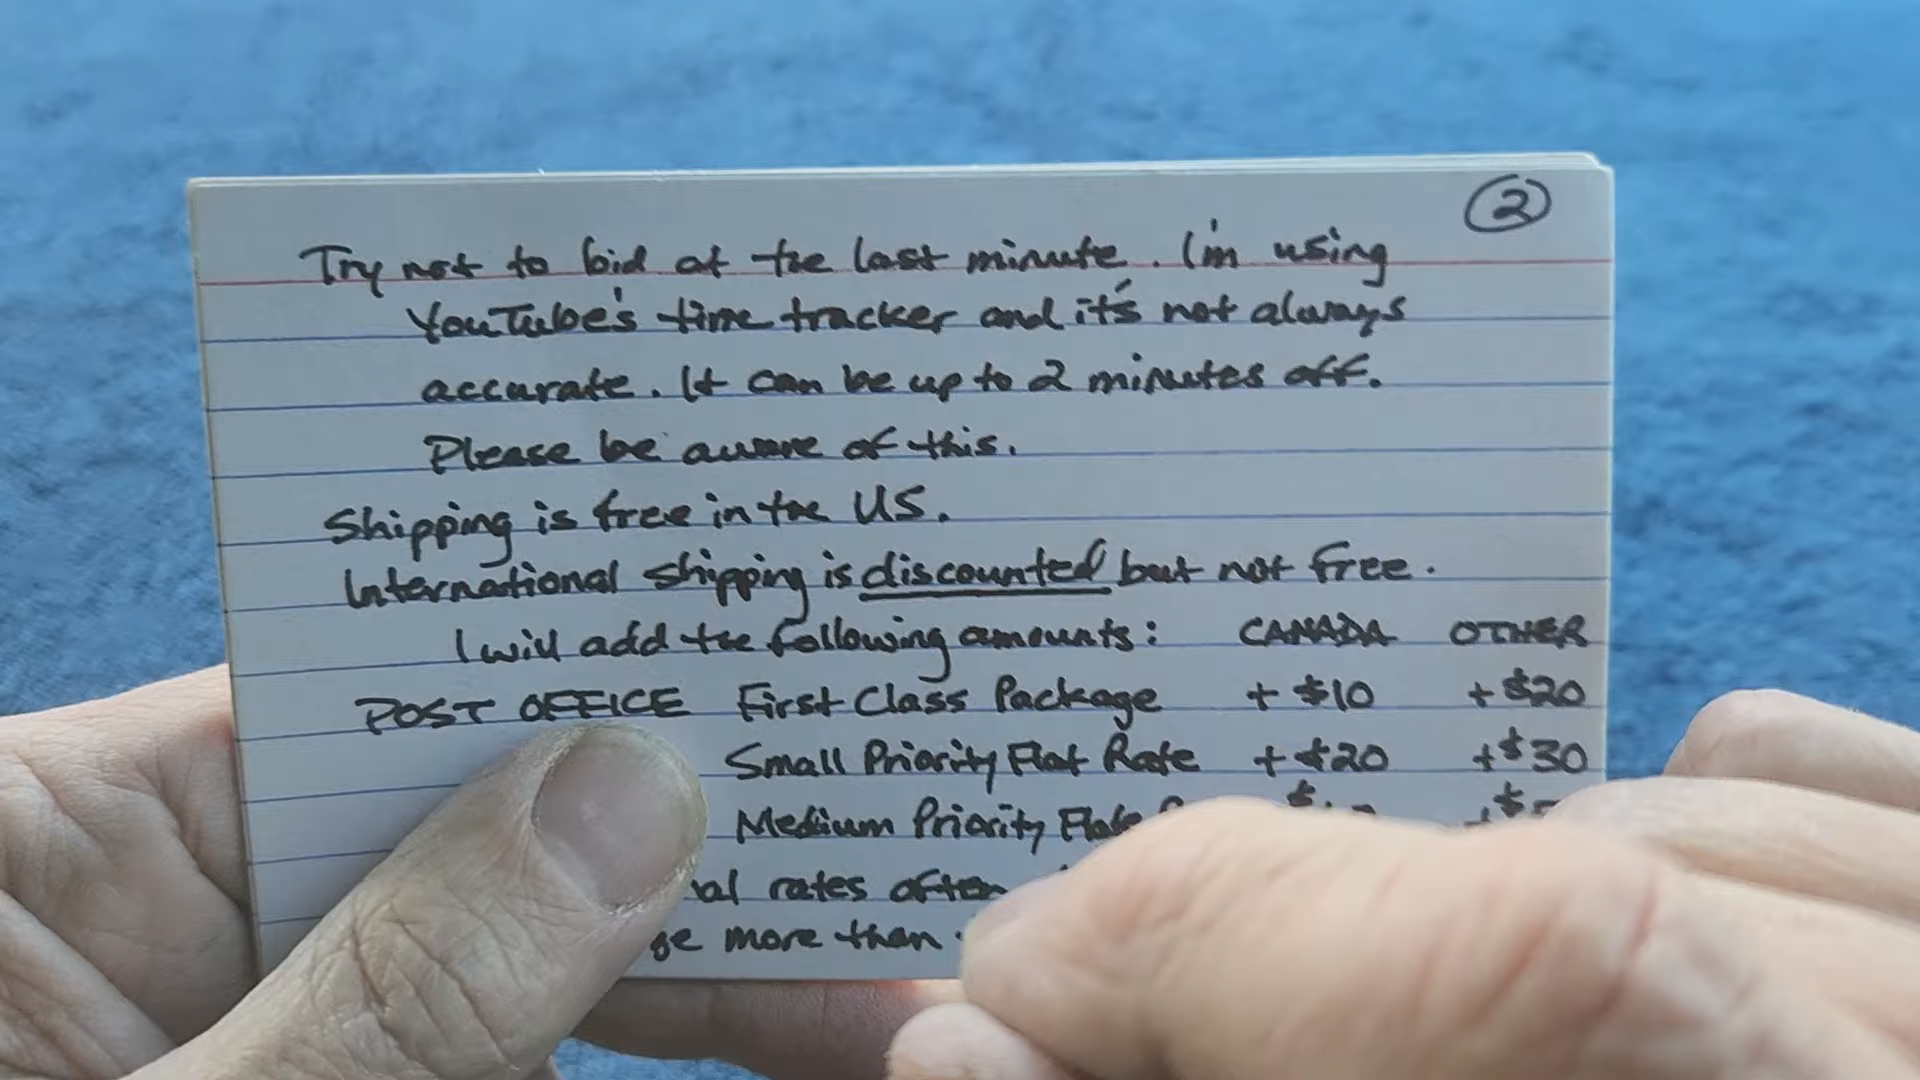 2
Try not to bid at the last minute. I'm using
YouTube's time tracker and it's not always
accurate. It can be up to 2 minutes off.
Please be aware of this.
Shipping is free in the US.
International shipping is discounted but not free.
I will add the following amounts: CANADA OTHER
POST OFFICE First Class Package + $10 + $20
Small Priority Flat Rate + $20 + $30
Medium Priority Flat
rates often
more than